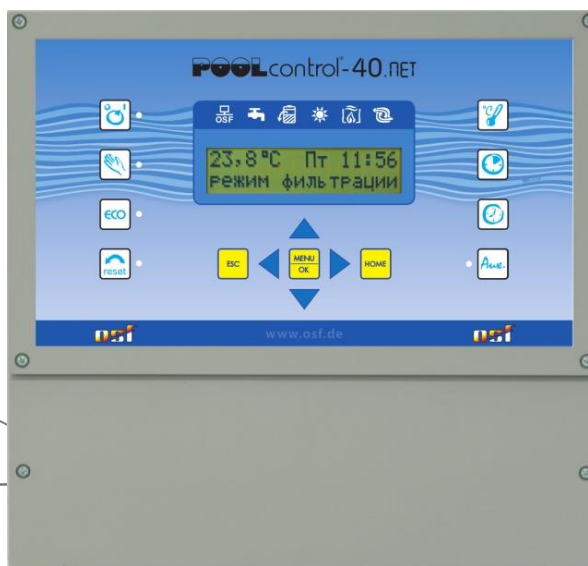 POOLcontrol-40.net
OSF
23,8°C Пт 11:56
режим фильтрации
°C
ECO
reset
Aux.
ESC
MENU
OK
HOME
osf
www.osf.de
osf